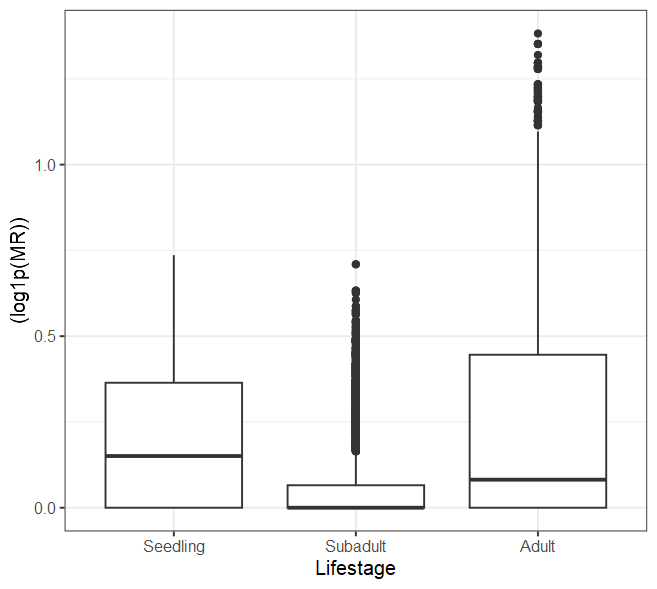 (log1p(MR))
1.0
0.5
0.0
Seedling Subadult Adult
Lifestage